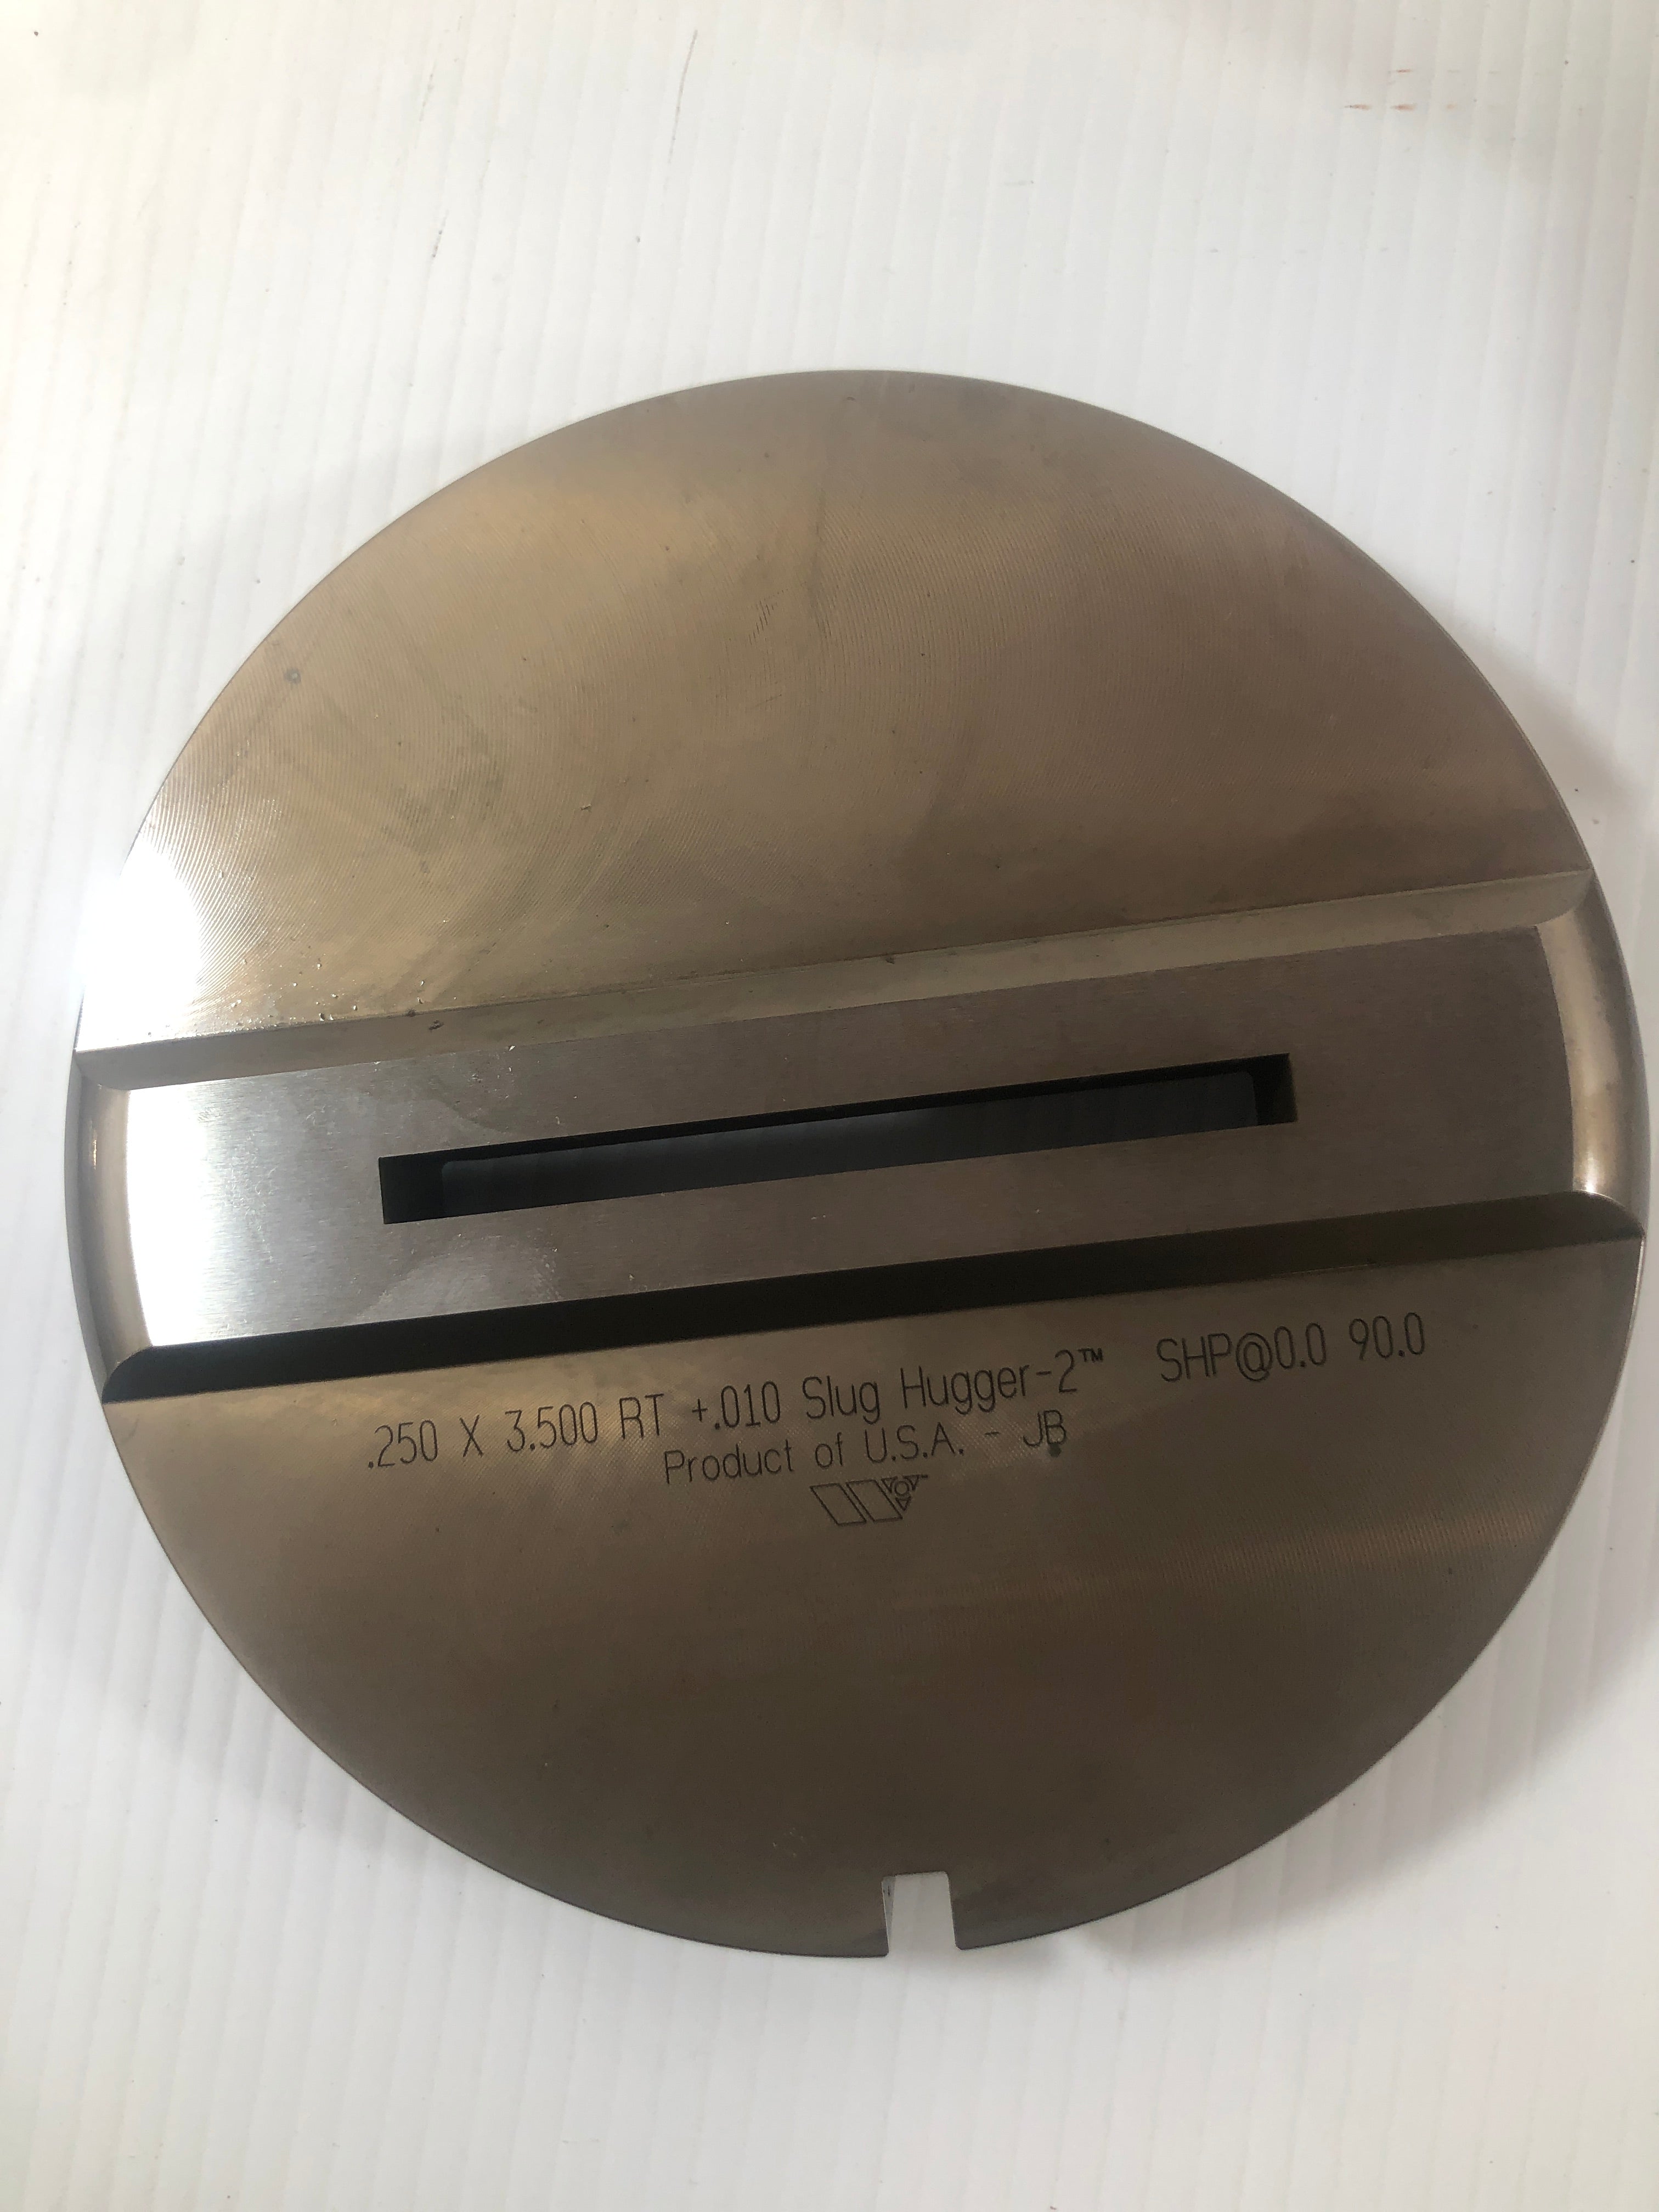 .250 X 3.500 RT +.010 Slug Hugger-2™ SHP@0.0 90.0
Product of U.S.A. - JB